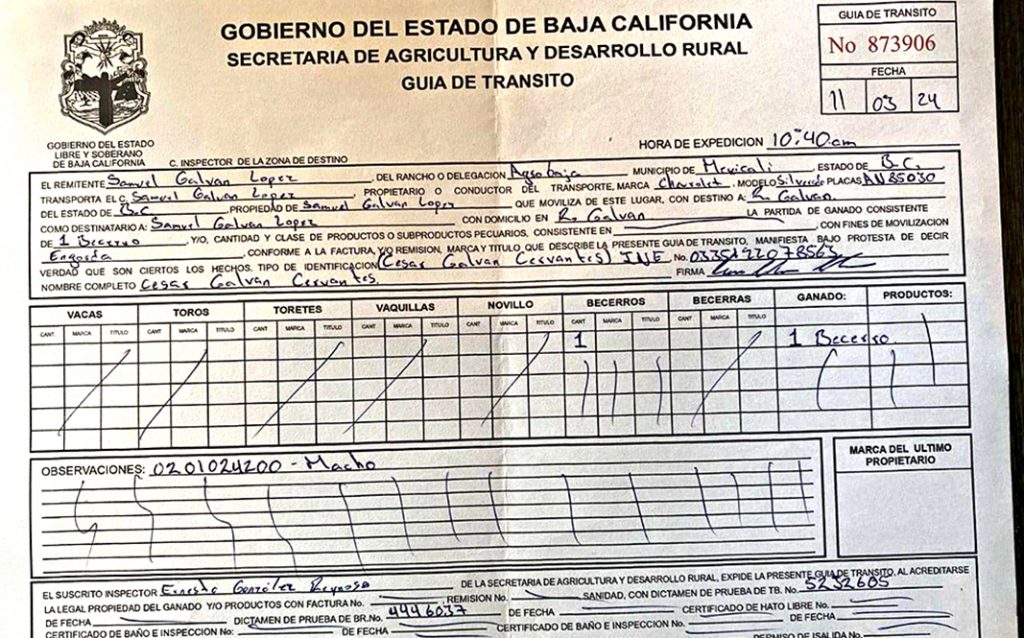 GOBIERNO DEL ESTADO DE BAJA CALIFORNIA
SECRETARIA DE AGRICULTURA Y DESARROLLO RURAL
GUIA DE TRANSITO
GUIA DE TRANSITO
No 873906
FECHA
11 03 24
GOBIERNO DEL ESTADO
LIBRE Y SOBERANO
DE BAJA CALIFORNIA
C. INSPECTOR DE LA ZONA DE DESTINO
HORA DE EXPEDICION 10:40 am
EL REMITENTE Samuel Galvan Lopez DEL RANCHO O DELEGACION Agrobaja MUNICIPIO DE Mexicali ESTADO DE B.C.
TRANSPORTA EL C. Samuel Galvan Lopez, PROPIETARIO O CONDUCTOR DEL TRANSPORTE, MARCA Chevrolet, MODELO PLACAS AN85030
DEL ESTADO DE B.C PROPIEDAD DE Samuel Galvan Lopez QUE MOVILIZA DE ESTE LUGAR, CON DESTINO A: R. Galvan.
COMO DESTINATARIO A: Samuel Galvan Lopez CON DOMICILIO EN R. Galvan LA PARTIDA DE GANADO CONSISTENTE
DE 1 Becerro, Y/O, CANTIDAD Y CLASE DE PRODUCTOS O SUBPRODUCTOS PECUARIOS, CONSISTENTE EN , CON FINES DE MOVILIZACION
Engorda, CONFORME A LA FACTURA, Y/O REMISION, MARCA Y TITULO QUE DESCRIBE LA PRESENTE GUIA DE TRANSITO, MANIFIESTA BAJO PROTESTA DE DECIR
VERDAD QUE SON CIERTOS LOS HECHOS. TIPO DE IDENTIFICACION (Cesar Galvan Cervantes) INE No. 0335122078563
NOMBRE COMPLETO Cesar Galvan Cervantes. FIRMA
VACAS TOROS TORETES VAQUILLAS NOVILLO BECERROS BECERRAS GANADO: PRODUCTOS:
CANT MARCA TITULO CANT MARCA TITULO CANT MARCA TITULO CANT MARCA TITULO CANT MARCA TITULO CANT MARCA TITULO CANT MARCA TITULO
1 1 Becerro.
OBSERVACIONES: 0201024200 - Macho
MARCA DEL ULTIMO
PROPIETARIO
EL SUSCRITO INSPECTOR Ernesto González Reynoso DE LA SECRETARIA DE AGRICULTURA Y DESARROLLO RURAL, EXPIDE LA PRESENTE GUIA DE TRANSITO, AL ACREDITARSE
LA LEGAL PROPIEDAD DEL GANADO Y/O PRODUCTOS CON FACTURA No. , REMISION No. SANIDAD, CON DICTAMEN DE PRUEBA DE TB. No. 5252605
DE FECHA DICTAMEN DE PRUEBA DE BR.No. 4446037 DE FECHA CERTIFICADO DE HATO LIBRE No.
CERTIFICADO DE BAÑO E INSPECCION No: DE FECHA CERTIFICADO DE BAÑO E INSPECCION No. DE FECHA
PERMISO DE ISALIDA No.